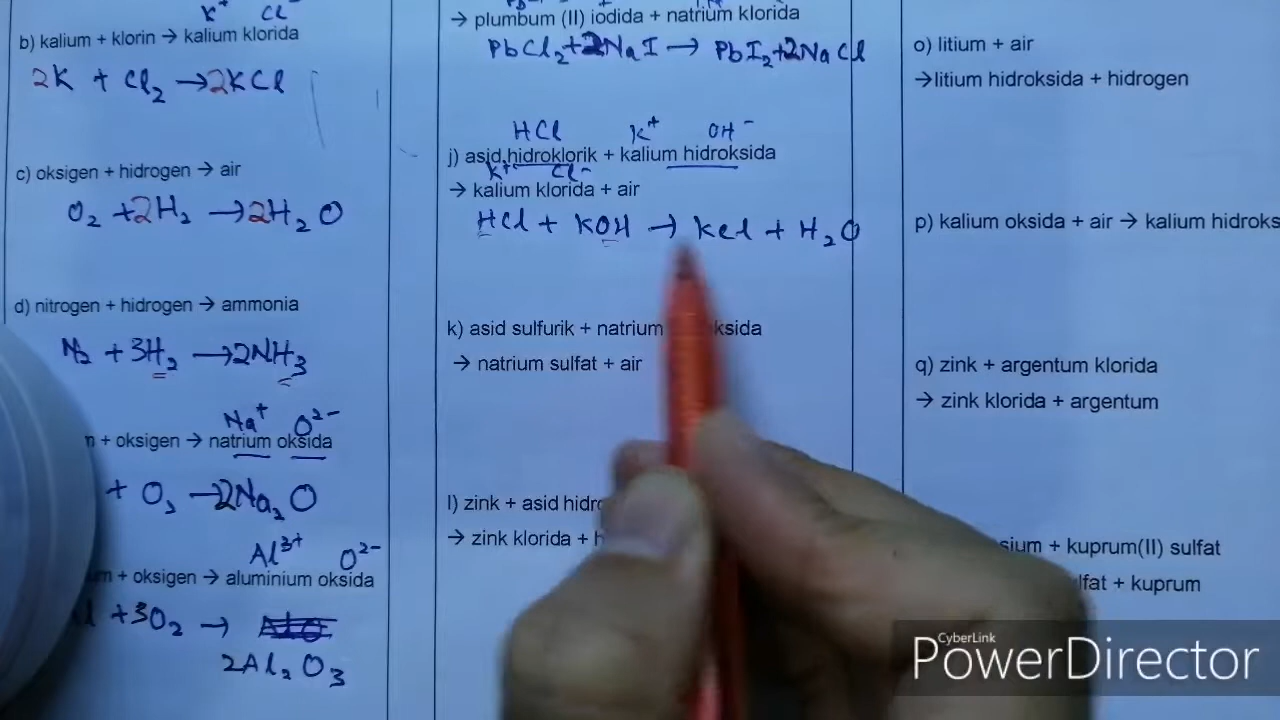 K⁺ Cl⁻
b) kalium + klorin → kalium klorida
2K + Cl₂ → 2KCl
c) oksigen + hidrogen → air
O₂ + 2H₂ → 2H₂O
d) nitrogen + hidrogen → ammonia
N₂ + 3H₂ → 2NH₃
Na⁺ O²⁻
+ oksigen → natrium oksida
+ O₂ → 2Na₂O
Al³⁺ O²⁻
+ oksigen → aluminium oksida
+ 3O₂ →
2Al₂O₃
→ plumbum (II) iodida + natrium klorida
PbCl₂ + 2NaI → PbI₂ + 2NaCl
HCl K⁺ OH⁻
j) asid hidroklorik + kalium hidroksida
K⁺ Cl⁻
→ kalium klorida + air
HCl + KOH → KCl + H₂O
k) asid sulfurik + natrium ksida
→ natrium sulfat + air
l) zink + asid hidr
→ zink klorida + h
o) litium + air
→ litium hidroksida + hidrogen
p) kalium oksida + air → kalium hidroks
q) zink + argentum klorida
→ zink klorida + argentum
sium + kuprum(II) sulfat
lfat + kuprum
CyberLink
PowerDirector